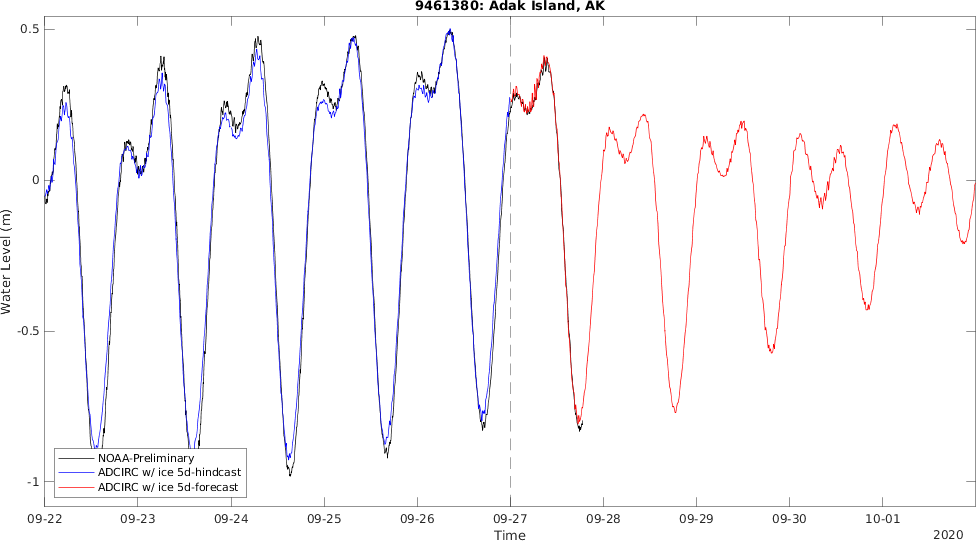 9461380: Adak Island, AK
0.5
0
-0.5
-1
Water Level (m)
NOAA-Preliminary
ADCIRC w/ ice 5d-hindcast
ADCIRC w/ ice 5d-forecast
09-22 09-23 09-24 09-25 09-26 09-27 09-28 09-29 09-30 10-01
Time
2020